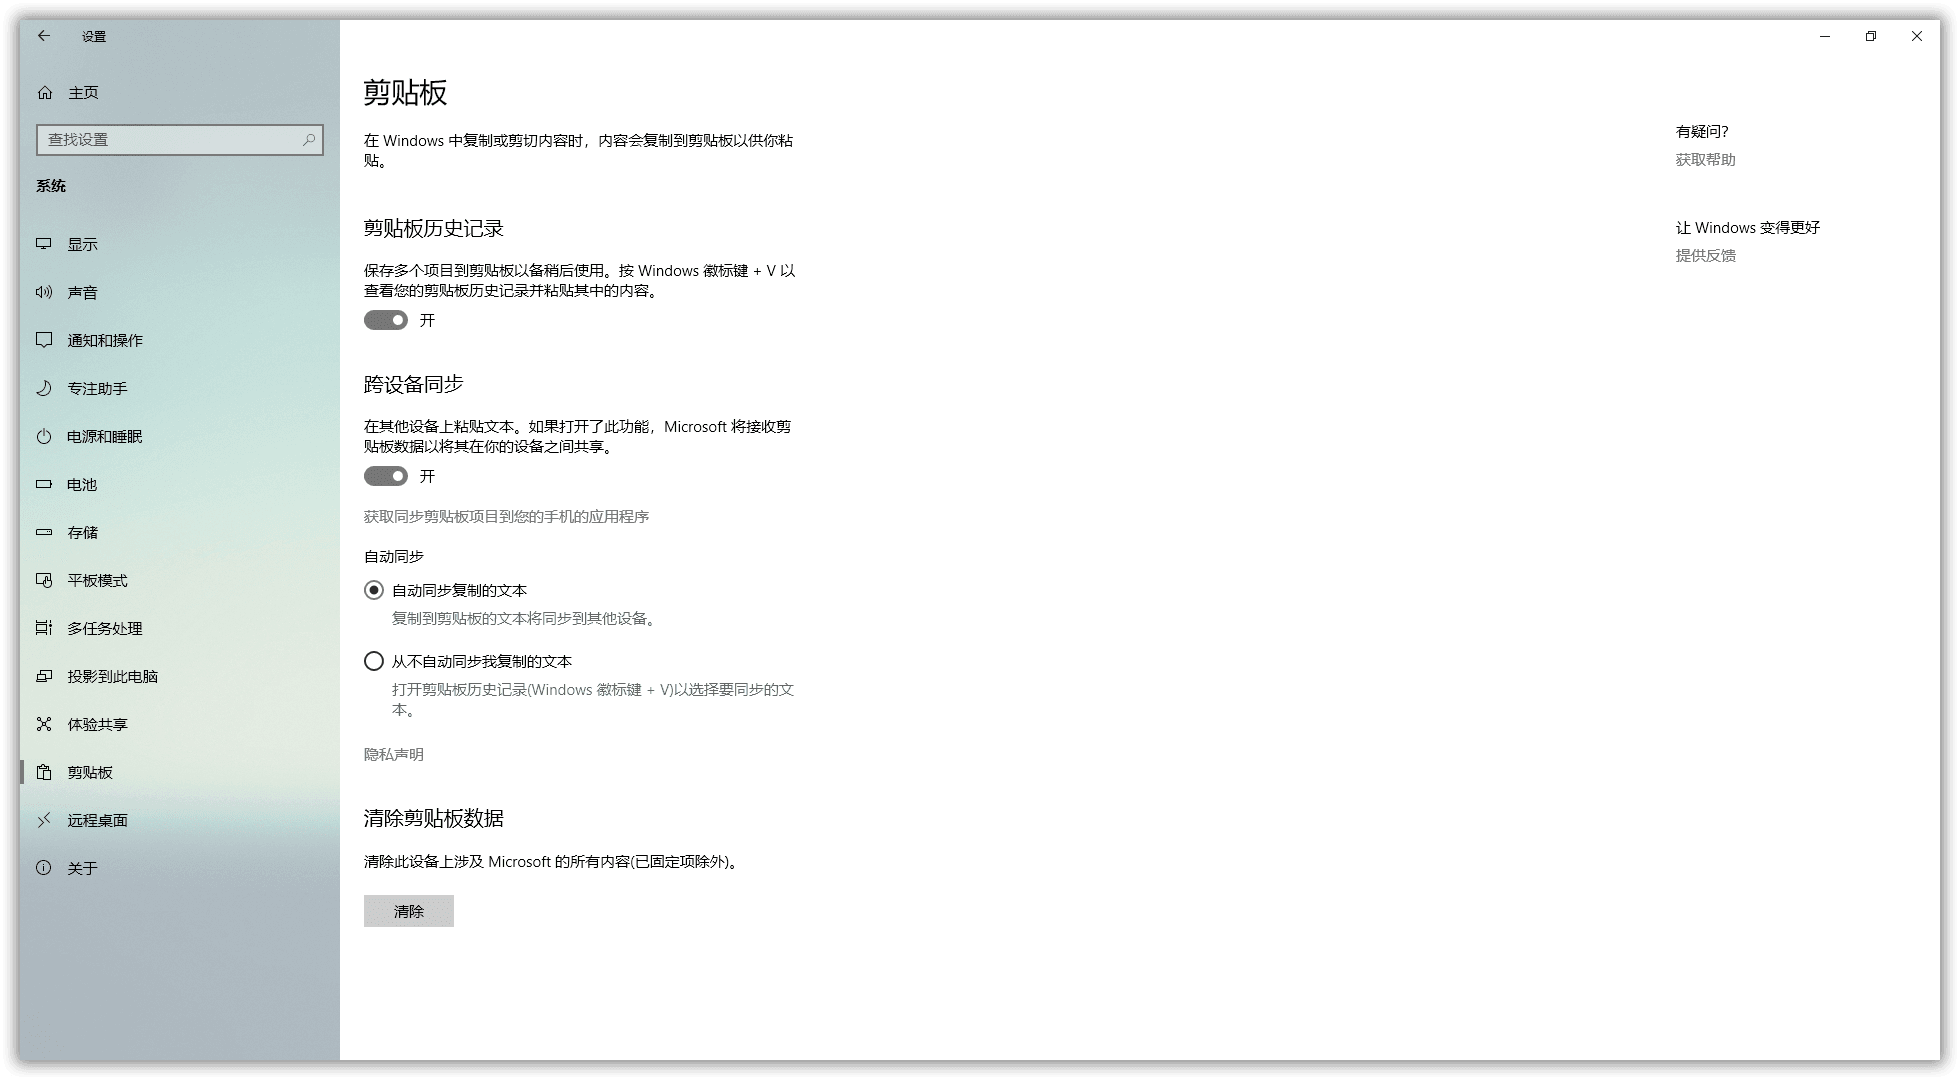 设置
主页
查找设置
系统
显示
声音
通知和操作
专注助手
电源和睡眠
电池
存储
平板模式
多任务处理
投影到此电脑
体验共享
剪贴板
远程桌面
关于
剪贴板
在 Windows 中复制或剪切内容时，内容会复制到剪贴板以供你粘
贴。
剪贴板历史记录
保存多个项目到剪贴板以备稍后使用。按 Windows 徽标键 + V 以
查看您的剪贴板历史记录并粘贴其中的内容。
开
跨设备同步
在其他设备上粘贴文本。如果打开了此功能，Microsoft 将接收剪
贴板数据以将其在你的设备之间共享。
开
获取同步剪贴板项目到您的手机的应用程序
自动同步
自动同步复制的文本
复制到剪贴板的文本将同步到其他设备。
从不自动同步我复制的文本
打开剪贴板历史记录(Windows 徽标键 + V)以选择要同步的文
本。
隐私声明
清除剪贴板数据
清除此设备上涉及 Microsoft 的所有内容(已固定项除外)。
清除
有疑问?
获取帮助
让 Windows 变得更好
提供反馈